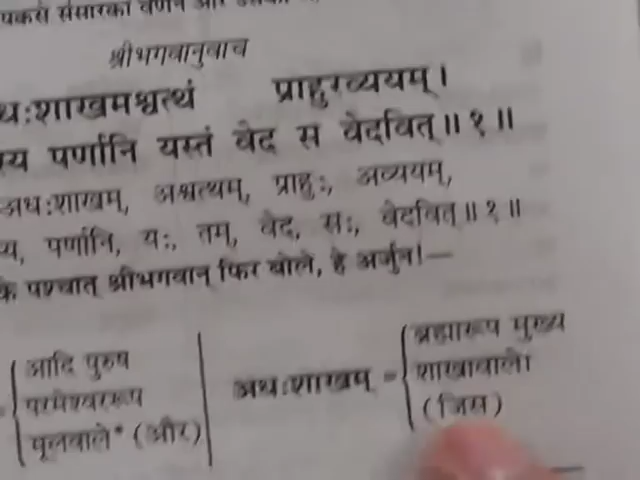 संसारका वर्णन और
श्रीभगवानुवाच
धःशाखमश्वत्थं प्राहुरव्ययम्।
स्य पर्णानि यस्तं वेद स वेदवित्॥१॥
अधःशाखम्, अश्वत्थम्, प्राहुः, अव्ययम्,
स्य, पर्णानि, यः, तम्, वेद, सः, वेदवित्॥१॥
के पश्चात् श्रीभगवान् फिर बोले, हे अर्जुन!—
आदि पुरुष
परमेश्वररूप
मूलवाले* (और)
अधःशाखम् =
ब्रह्मारूप मुख्य
शाखावाले।
(जिस)